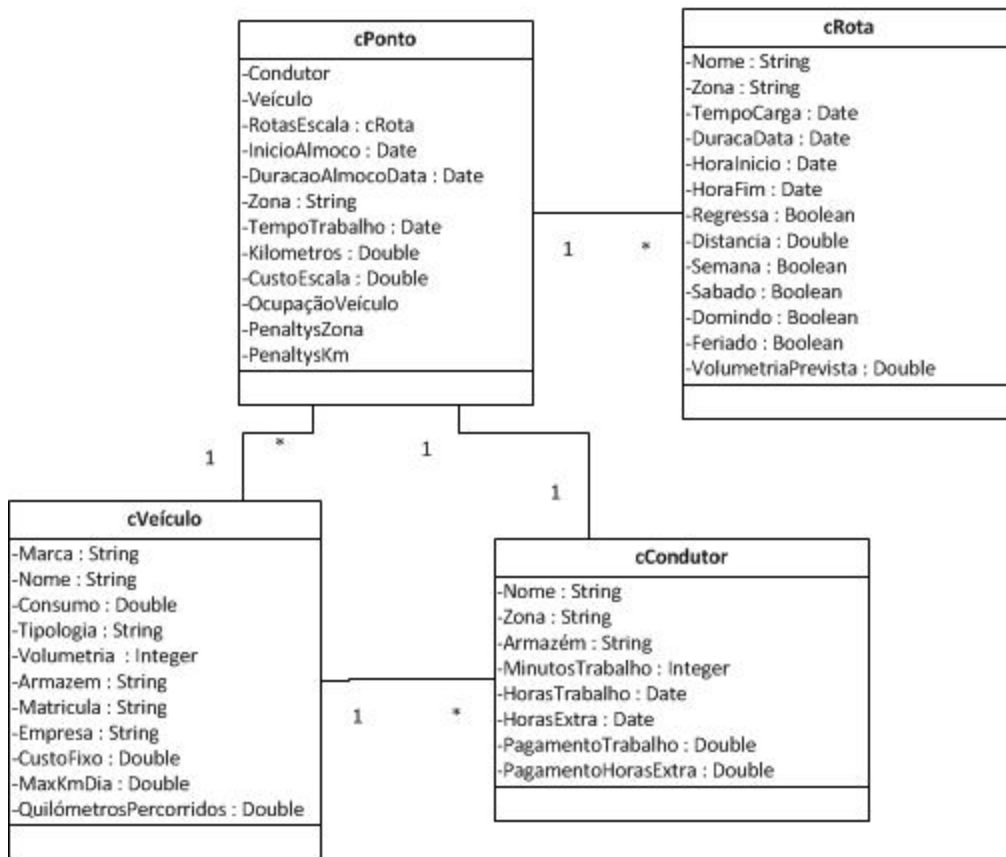 cPonto
-Condutor
-Veículo
-RotasEscala : cRota
-InicioAlmoco : Date
-DuracaoAlmocoData : Date
-Zona : String
-TempoTrabalho : Date
-Kilometros : Double
-CustoEscala : Double
-OcupaçãoVeículo
-PenaltysZona
-PenaltysKm
cRota
-Nome : String
-Zona : String
-TempoCarga : Date
-DuracaData : Date
-HoraInicio : Date
-HoraFim : Date
-Regressa : Boolean
-Distancia : Double
-Semana : Boolean
-Sabado : Boolean
-Domindo : Boolean
-Feriado : Boolean
-VolumetriaPrevista : Double
1 *
1 *
1
1
cVeículo
-Marca : String
-Nome : String
-Consumo : Double
-Tipologia : String
-Volumetria : Integer
-Armazem : String
-Matricula : String
-Empresa : String
-CustoFixo : Double
-MaxKmDia : Double
-QuilómetrosPercorridos : Double
1 *
cCondutor
-Nome : String
-Zona : String
-Armazém : String
-MinutosTrabalho : Integer
-HorasTrabalho : Date
-HorasExtra : Date
-PagamentoTrabalho : Double
-PagamentoHorasExtra : Double